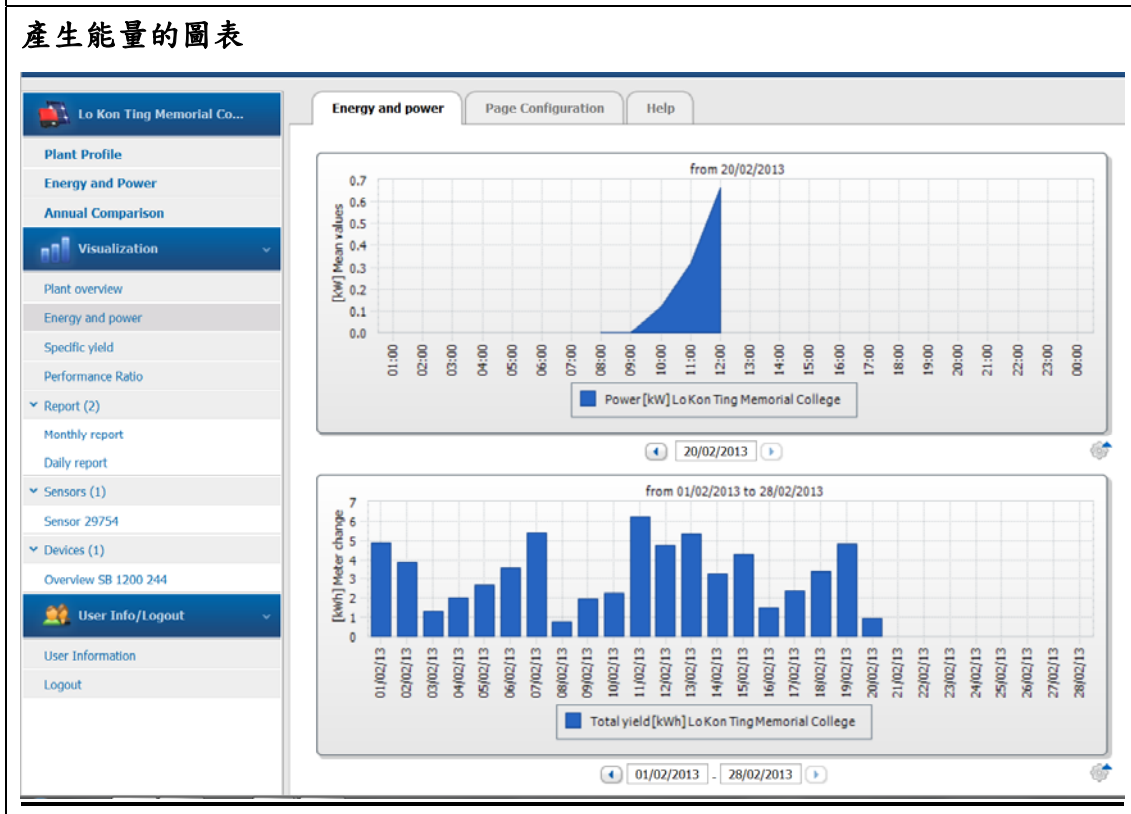 產生能量的圖表
Lo Kon Ting Memorial Co...
Plant Profile
Energy and Power
Annual Comparison
Visualization
Plant overview
Energy and power
Specific yield
Performance Ratio
Report (2)
Monthly report
Daily report
Sensors (1)
Sensor 29754
Devices (1)
Overview SB 1200 244
User Info/Logout
User Information
Logout
Energy and power Page Configuration Help
from 20/02/2013
[kW] Mean values
0.7
0.6
0.5
0.4
0.3
0.2
0.1
0.0
01:00 02:00 03:00 04:00 05:00 06:00 07:00 08:00 09:00 10:00 11:00 12:00 13:00 14:00 15:00 16:00 17:00 18:00 19:00 20:00 21:00 22:00 23:00 00:00
Power [kW] Lo Kon Ting Memorial College
20/02/2013
from 01/02/2013 to 28/02/2013
[kWh] Meter change
7
6
5
4
3
2
1
0
01/02/13 02/02/13 03/02/13 04/02/13 05/02/13 06/02/13 07/02/13 08/02/13 09/02/13 10/02/13 11/02/13 12/02/13 13/02/13 14/02/13 15/02/13 16/02/13 17/02/13 18/02/13 19/02/13 20/02/13 21/02/13 22/02/13 23/02/13 24/02/13 25/02/13 26/02/13 27/02/13 28/02/13
Total yield [kWh] Lo Kon Ting Memorial College
01/02/2013 - 28/02/2013